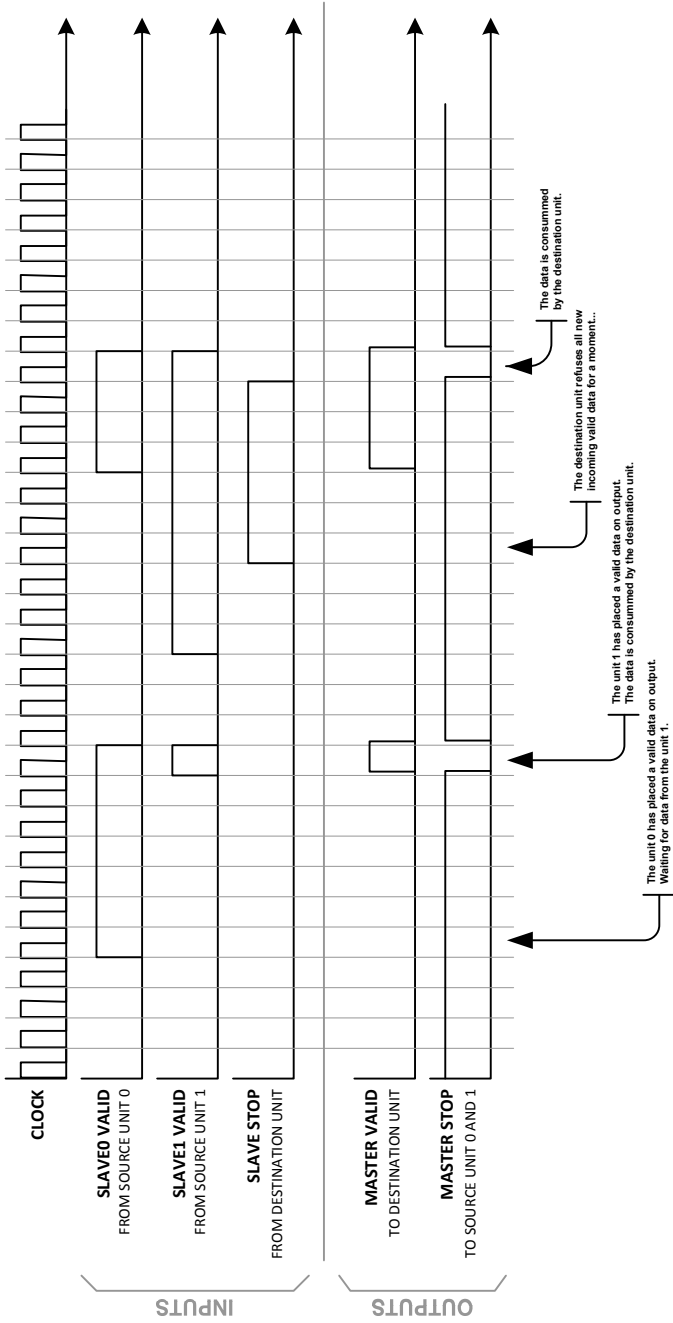 CLOCK
SLAVE0 VALID
FROM SOURCE UNIT 0
SLAVE1 VALID
FROM SOURCE UNIT 1
SLAVE STOP
FROM DESTINATION UNIT
MASTER VALID
TO DESTINATION UNIT
MASTER STOP
TO SOURCE UNIT 0 AND 1
INPUTS
OUTPUTS
The unit 0 has placed a valid data on output.
Waiting for data from the unit 1.
The unit 1 has placed a valid data on output.
The data is consummed by the destination unit.
The destination unit refuses all new
incoming valid data for a moment...
The data is consummed
by the destination unit.